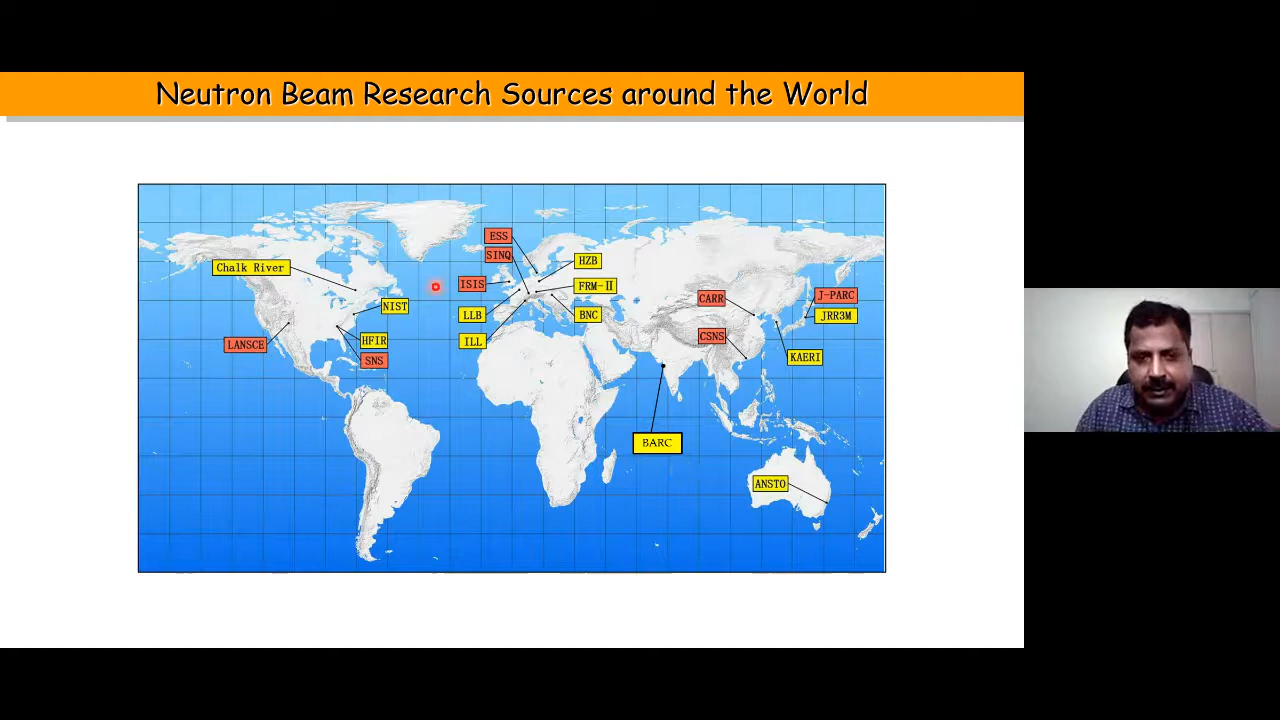 Neutron Beam Research Sources around the World
ESS
SINQ
HZB
Chalk River
ISIS
FRM-II
J-PARC
CARR
NIST
LLB
BNC
JRR3M
CSNS
HFIR
ILL
LANSCE
KAERI
SNS
BARC
ANSTO